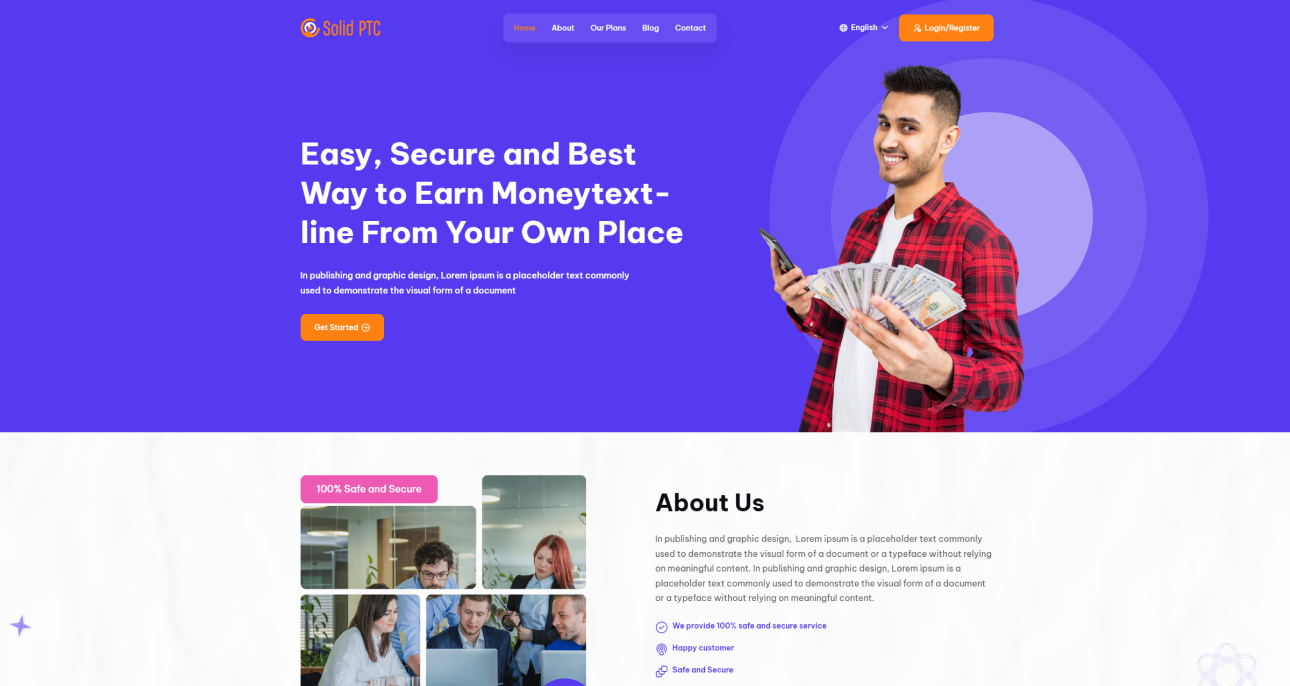 Solid PTC
Home About Our Plans Blog Contact
English
Login/Register
Easy, Secure and Best
Way to Earn Moneytext-
line From Your Own Place
In publishing and graphic design, Lorem ipsum is a placeholder text commonly
used to demonstrate the visual form of a document
Get Started
100% Safe and Secure
About Us
In publishing and graphic design, Lorem ipsum is a placeholder text commonly
used to demonstrate the visual form of a document or a typeface without relying
on meaningful content. In publishing and graphic design, Lorem ipsum is a
placeholder text commonly used to demonstrate the visual form of a document
or a typeface without relying on meaningful content.
We provide 100% safe and secure service
Happy customer
Safe and Secure